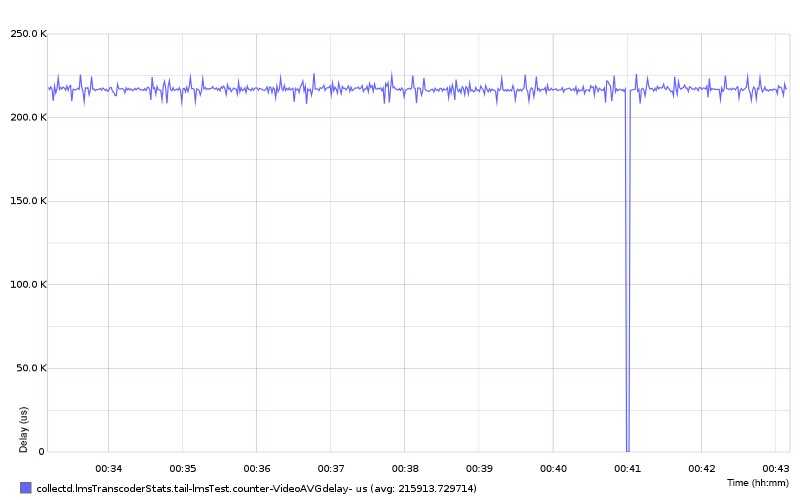 250.0 K
200.0 K
150.0 K
100.0 K
50.0 K
0
Delay (us)
00:34 00:35 00:36 00:37 00:38 00:39 00:40 00:41 00:42 00:43
Time (hh:mm)
collectd.lmsTranscoderStats.tail-lmsTest.counter-VideoAVGdelay- us (avg: 215913.729714)